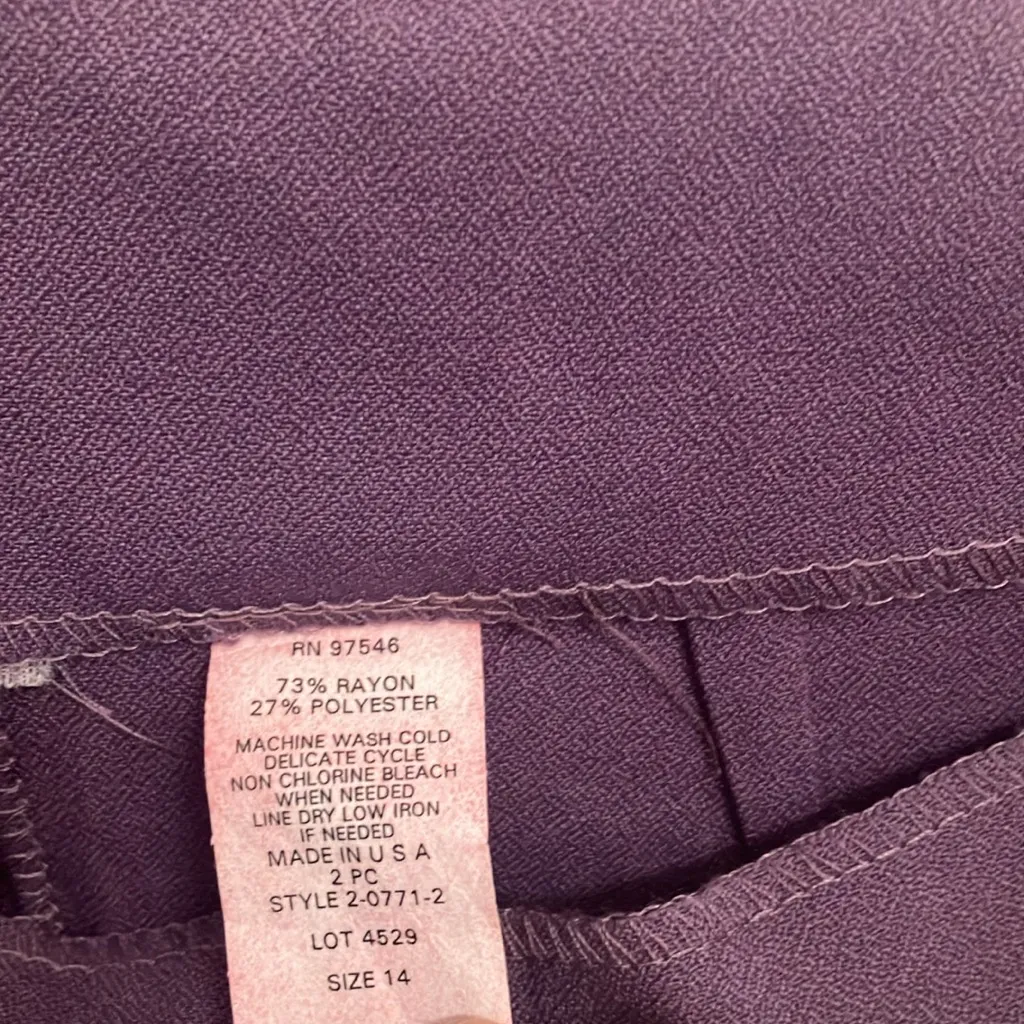 RN 97546
73% RAYON
27% POLYESTER
MACHINE WASH COLD
DELICATE CYCLE
NON CHLORINE BLEACH
WHEN NEEDED
LINE DRY LOW IRON
IF NEEDED
MADE IN U S A
2 PC
STYLE 2-0771-2
LOT 4529
SIZE 14